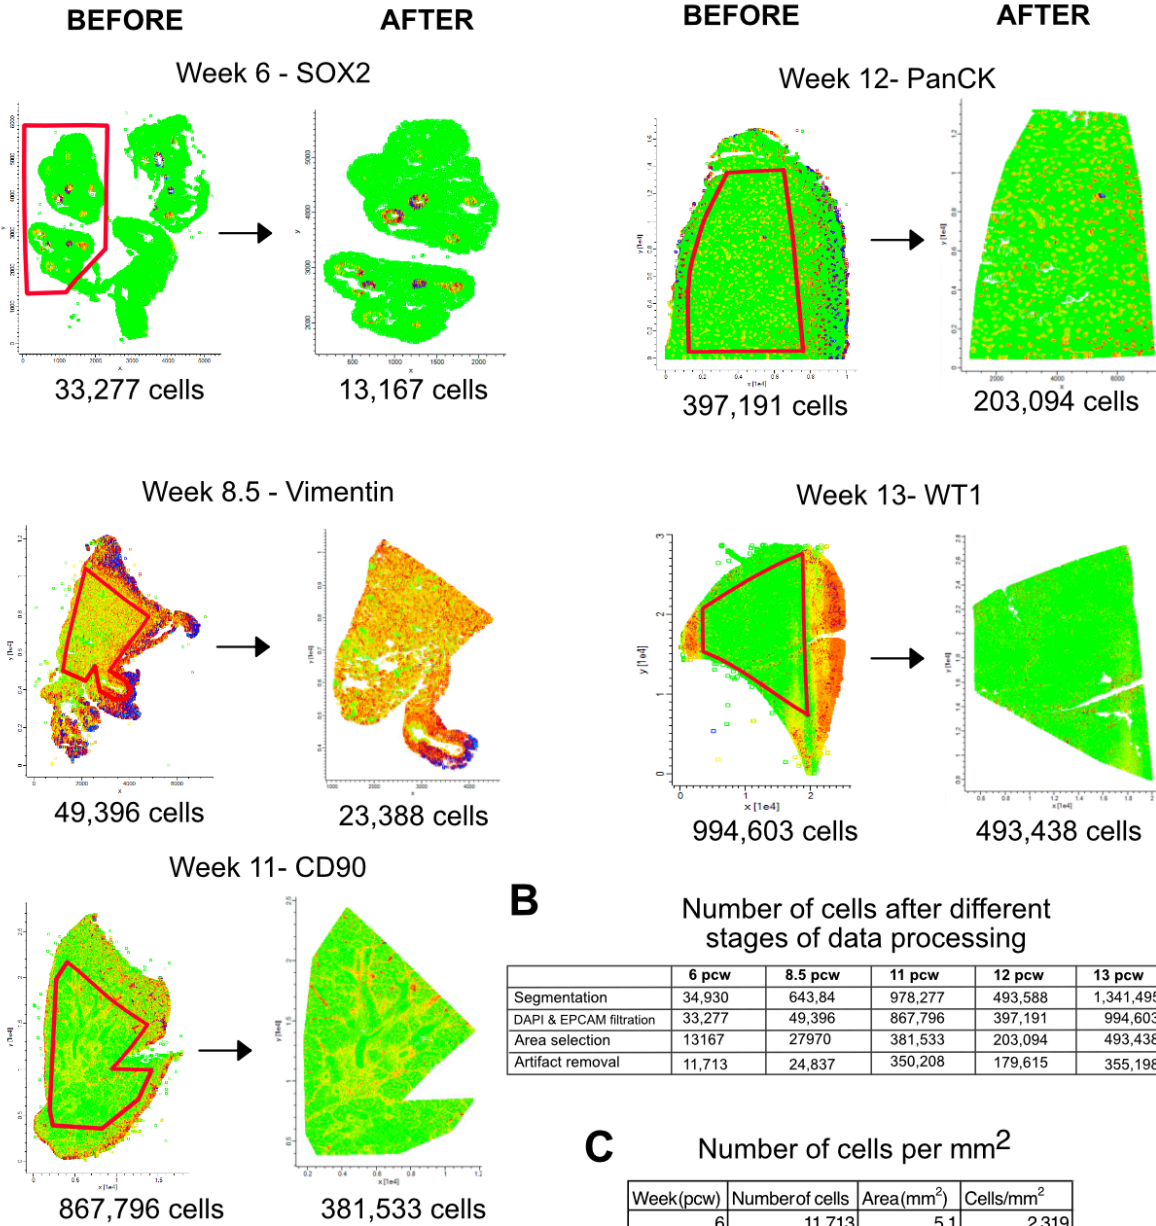 BEFORE AFTER
Week 6 - SOX2
33,277 cells 13,167 cells
Week 8.5 - Vimentin
49,396 cells 23,388 cells
Week 11- CD90
867,796 cells 381,533 cells
BEFORE AFTER
Week 12- PanCK
397,191 cells 203,094 cells
Week 13- WT1
994,603 cells 493,438 cells
B
Number of cells after different
stages of data processing
6 pcw 8.5 pcw 11 pcw 12 pcw 13 pcw
Segmentation 34,930 643,84 978,277 493,588 1,341,495
DAPI & EPCAM filtration 33,277 49,396 867,796 397,191 994,603
Area selection 13167 27970 381,533 203,094 493,438
Artifact removal 11,713 24,837 350,208 179,615 355,198
C
Number of cells per mm2
Week(pcw) Number of cells Area(mm2) Cells/mm2
6 11,713 5.1 2,319